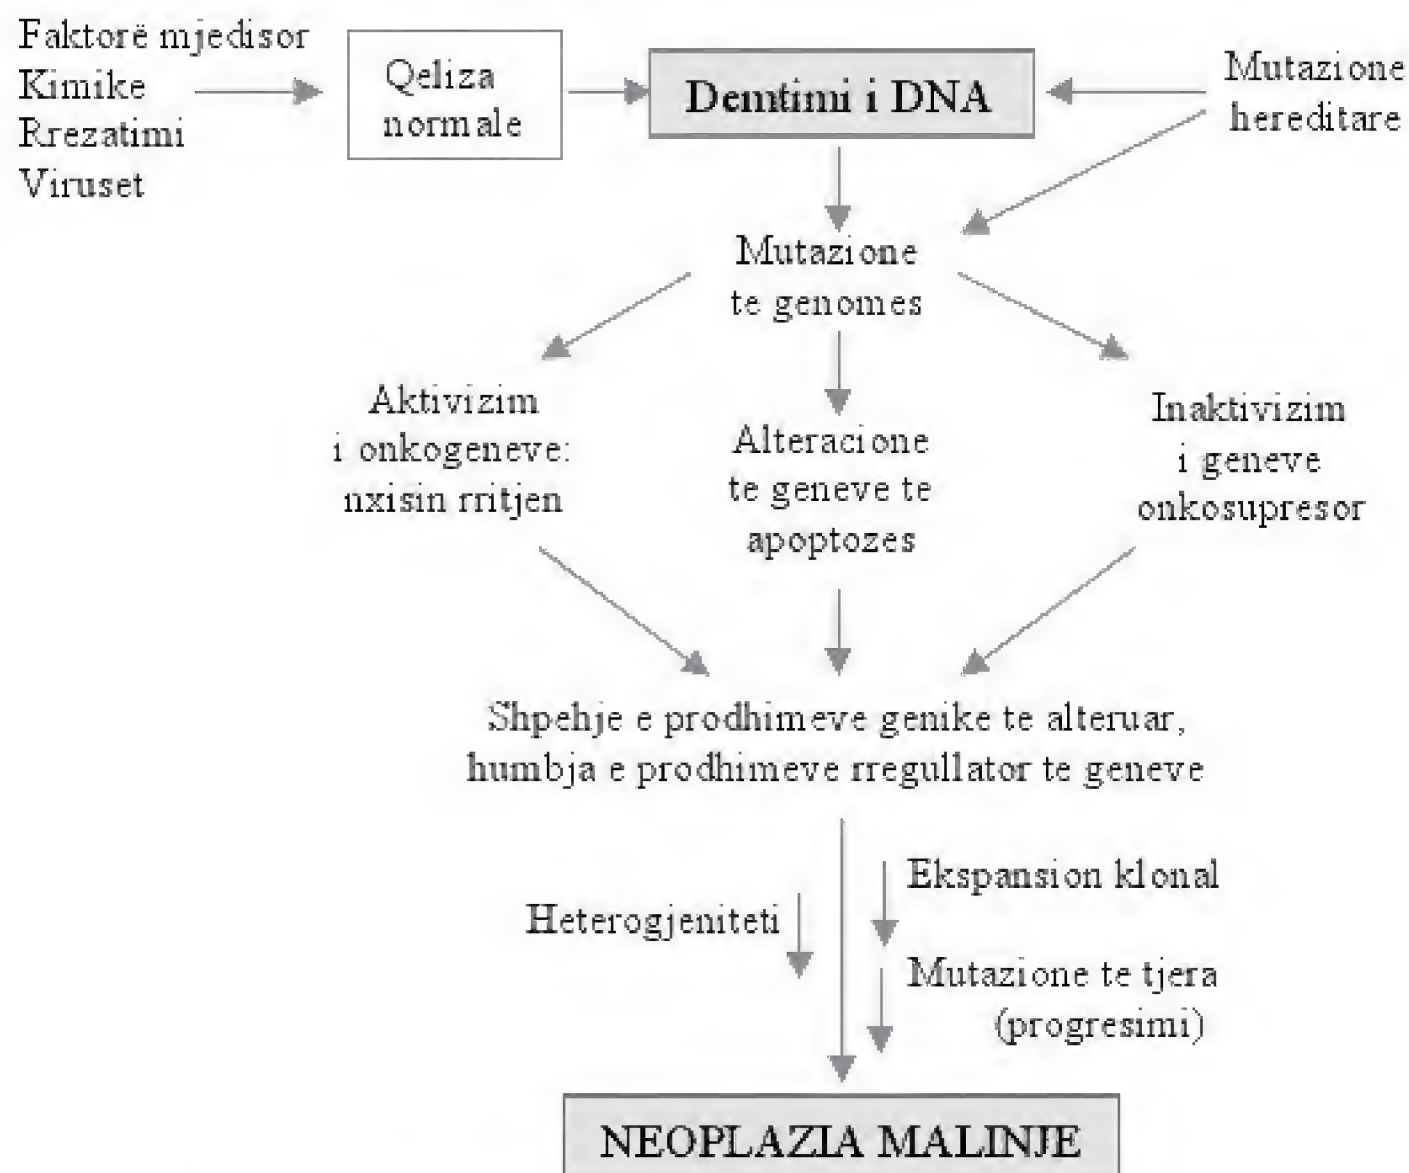 Faktorë mjedisor
Kimike
Rrezatimi
Viruset
Qeliza
normale
Demtimi i DNA
Mutazione
hereditare
Mutazione
te genomes
Aktivizim
i onkogeneve:
nxisin rritjen
Alteracione
te geneve te
apoptozes
Inaktivizim
i geneve
onkosupresor
Shpehje e prodhimeve genike te alteruar,
humbja e prodhimeve rregullator te geneve
Ekspansion klonal
Heterogjeniteti
Mutazione te tjera
(progresimi)
NEOPLAZIA MALINJE